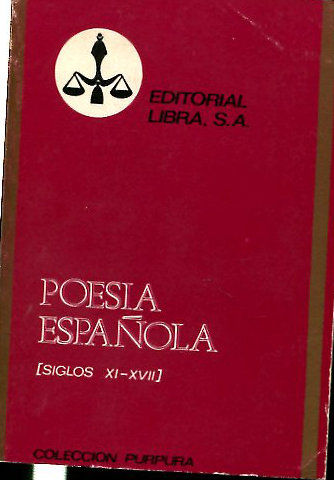 EDITORIAL
LIBRA, S.A.
POESIA
ESPAÑOLA
[SIGLOS XI-XVII]
COLECCION PURPURA